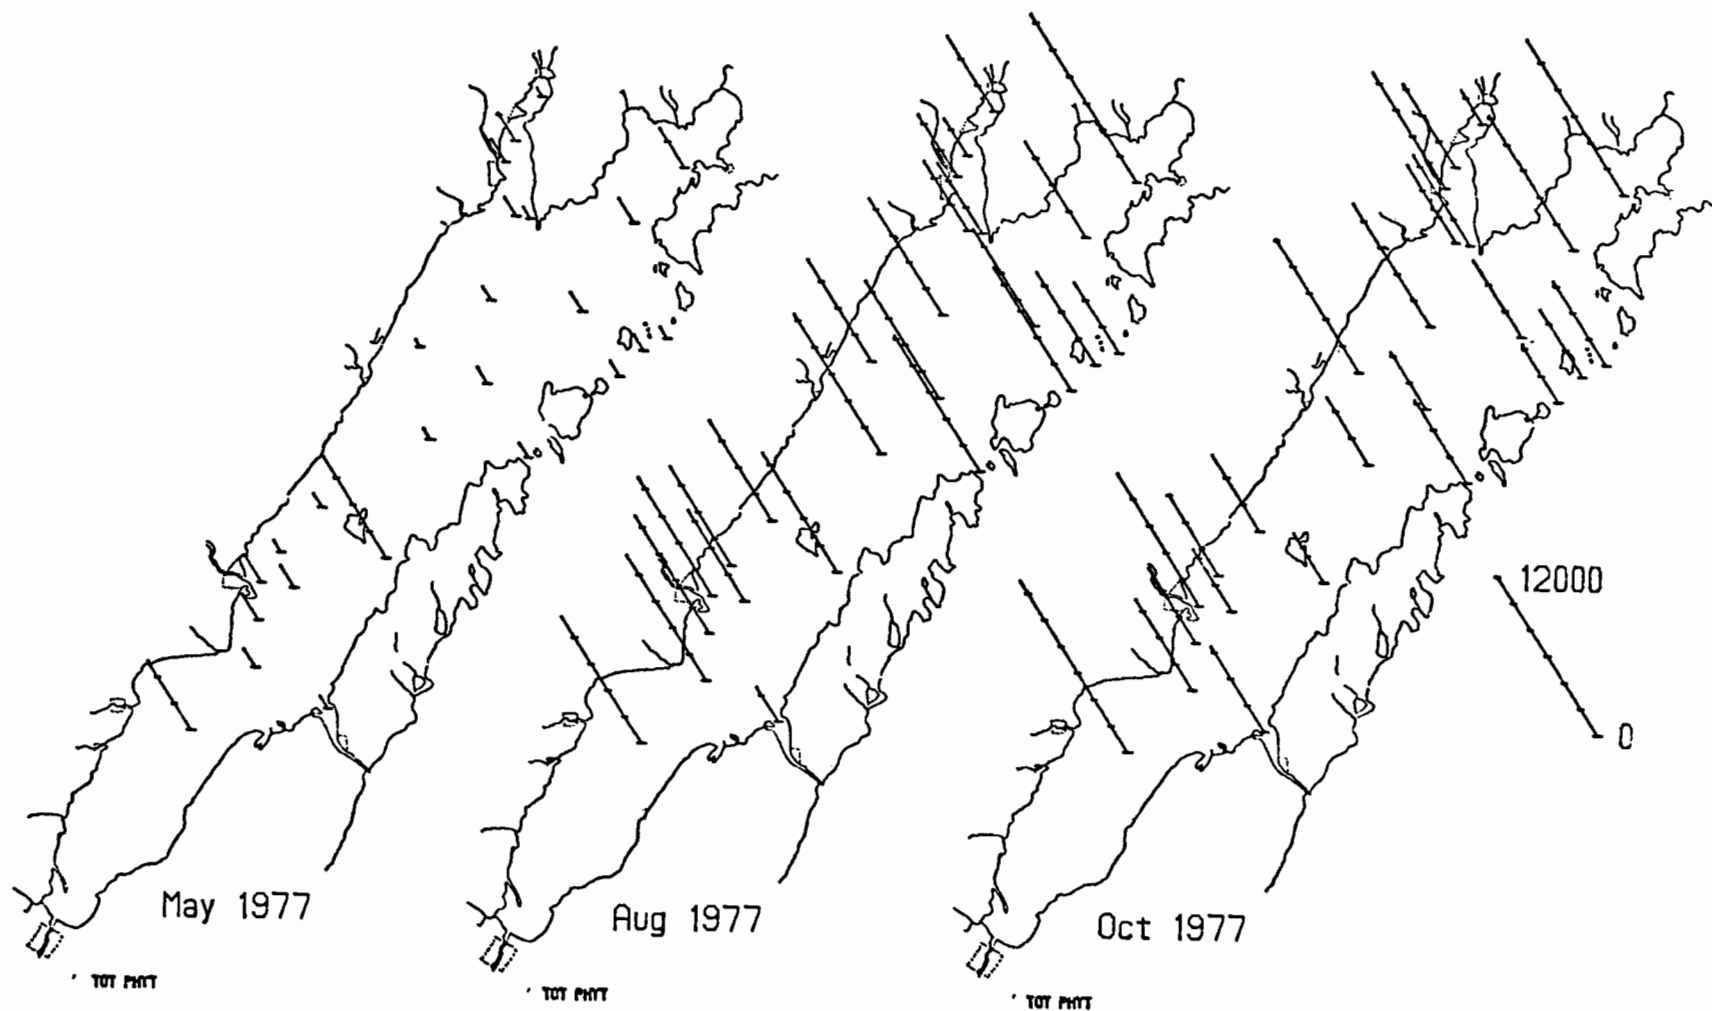 12000
0
May 1977
Aug 1977
Oct 1977
' TOT PHYT
' TOT PHYT
' TOT PHYT